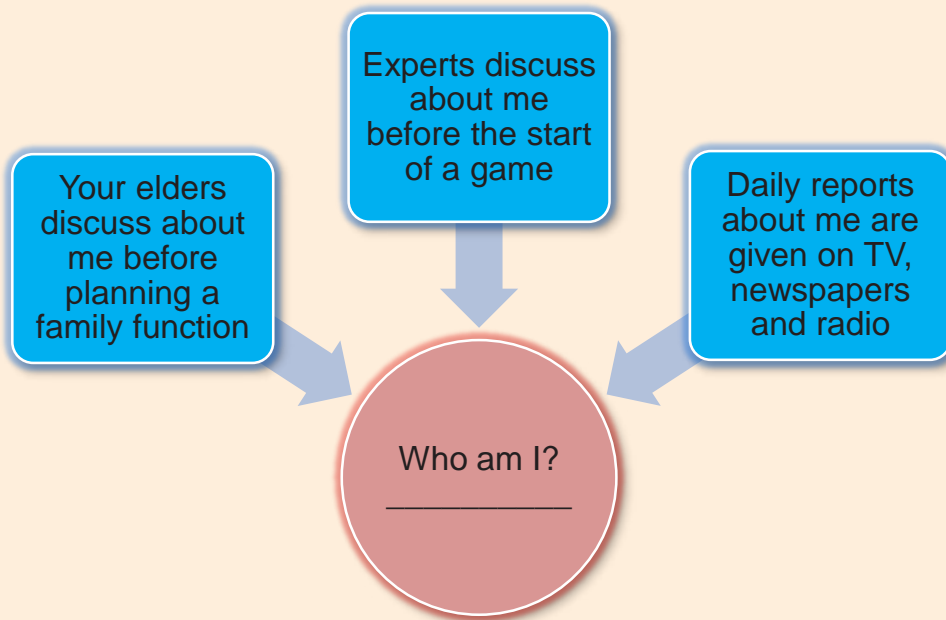 Your elders
discuss about
me before
planning a
family function
Experts discuss
about me
before the start
of a game
Daily reports
about me are
given on TV,
newspapers
and radio
Who am I?
___________